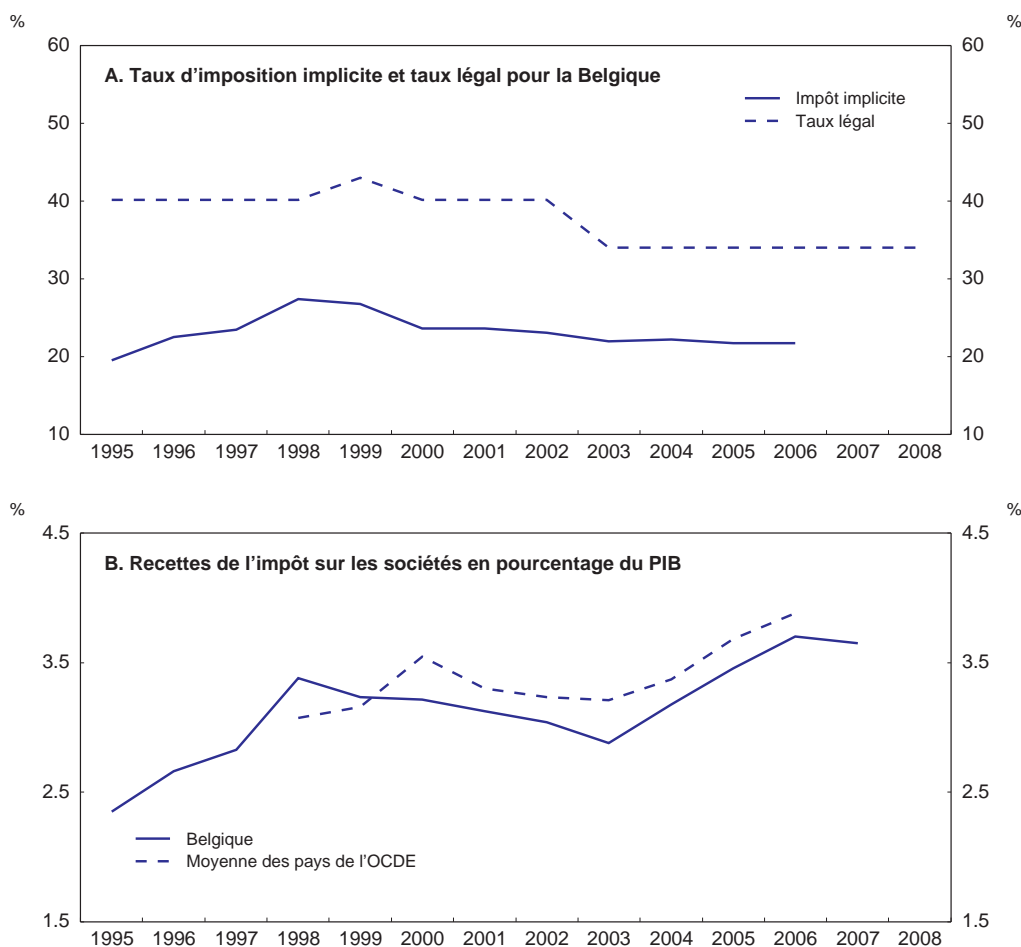 % %
60 60
A. Taux d’imposition implicite et taux légal pour la Belgique
Impôt implicite
Taux légal
50 50
40 40
30 30
20 20
10 10
1995 1996 1997 1998 1999 2000 2001 2002 2003 2004 2005 2006 2007 2008
% %
4.5 4.5
B. Recettes de l’impôt sur les sociétés en pourcentage du PIB
3.5 3.5
2.5 2.5
Belgique
Moyenne des pays de l’OCDE
1.5 1.5
1995 1996 1997 1998 1999 2000 2001 2002 2003 2004 2005 2006 2007 2008